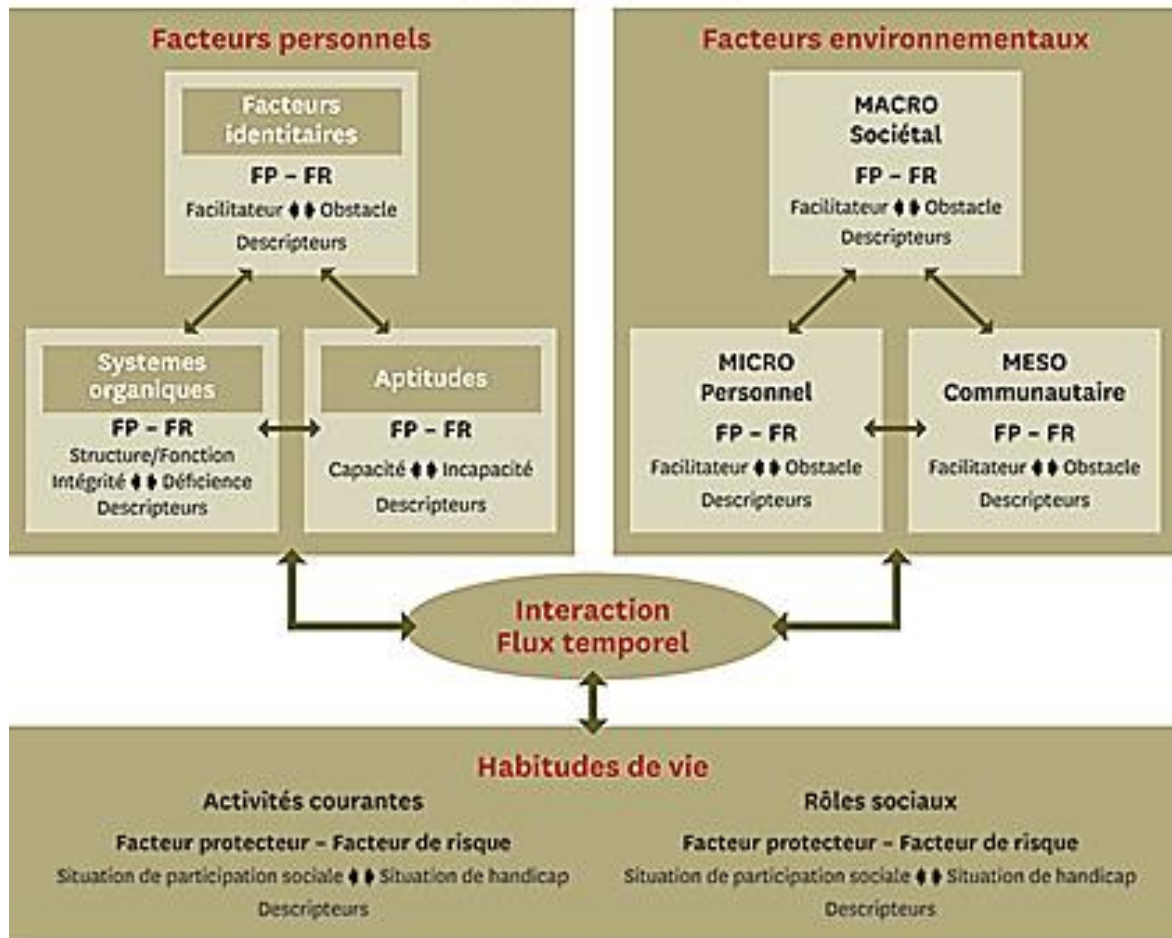 Facteurs personnels
Facteurs
identitaires
FP – FR
Facilitateur ⬧⬧ Obstacle
Descripteurs
Systemes
organiques
FP – FR
Structure/Fonction
Intégrité ⬧⬧ Déficience
Descripteurs
Aptitudes
FP – FR
Capacité ⬧⬧ Incapacité
Descripteurs
Facteurs environnementaux
MACRO
Sociétal
FP – FR
Facilitateur ⬧⬧ Obstacle
Descripteurs
MICRO
Personnel
FP – FR
Facilitateur ⬧⬧ Obstacle
Descripteurs
MESO
Communautaire
FP – FR
Facilitateur ⬧⬧ Obstacle
Descripteurs
Interaction
Flux temporel
Habitudes de vie
Activités courantes
Facteur protecteur – Facteur de risque
Situation de participation sociale ⬧⬧ Situation de handicap
Descripteurs
Rôles sociaux
Facteur protecteur – Facteur de risque
Situation de participation sociale ⬧⬧ Situation de handicap
Descripteurs